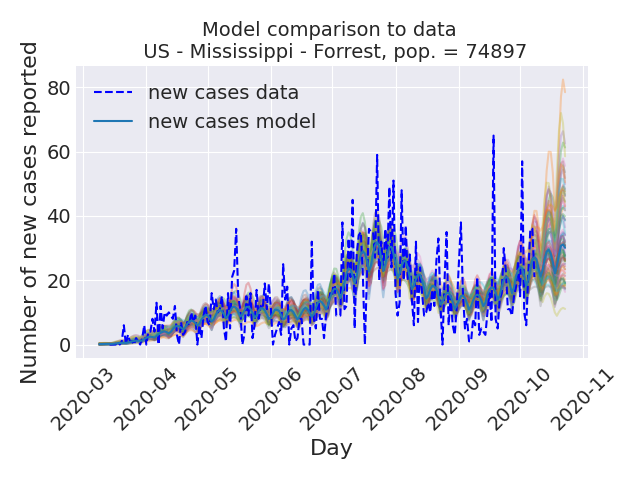 Model comparison to data
US - Mississippi - Forrest, pop. = 74897
Number of new cases reported
80
60
40
20
0
new cases data
new cases model
2020-03
2020-04
2020-05
2020-06
2020-07
2020-08
2020-09
2020-10
2020-11
Day